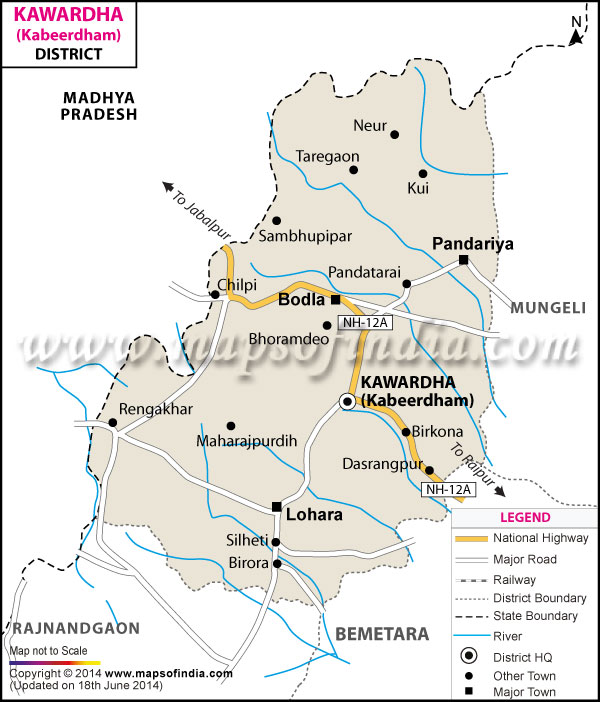 KAWARDHA
(Kabeerdham)
DISTRICT
N
MADHYA
PRADESH
Neur
Taregaon
Kui
To Jabalpur
Sambhupipar
Pandariya
Pandatarai
Chilpi
Bodla
MUNGELI
NH-12A
Bhoramdeo
www.mapsofindia.com
KAWARDHA
(Kabeerdham)
Rengakhar
Maharajpurdih
Birkona
To Raipur
Dasrangpur
NH-12A
Lohara
Silheti
Birora
RAJNANDGAON
BEMETARA
LEGEND
National Highway
Major Road
Railway
District Boundary
State Boundary
River
District HQ
Other Town
Major Town
Map not to Scale
Copyright © 2014 www.mapsofindia.com
(Updated on 18th June 2014)